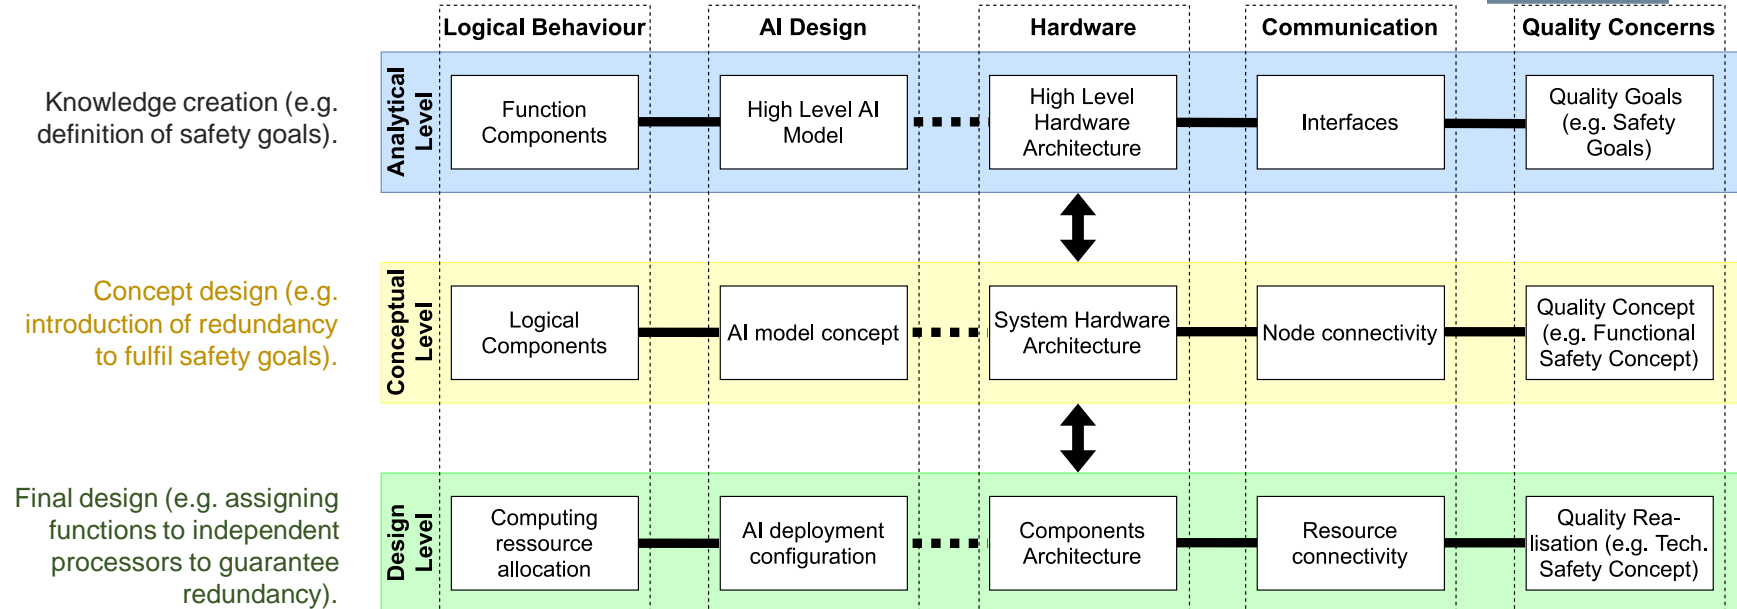 Logical Behaviour
AI Design
Hardware
Communication
Quality Concerns
Knowledge creation (e.g.
definition of safety goals).
Analytical
Level
Function
Components
High Level AI
Model
High Level
Hardware
Architecture
Interfaces
Quality Goals
(e.g. Safety
Goals)
Concept design (e.g.
introduction of redundancy
to fulfil safety goals).
Conceptual
Level
Logical
Components
AI model concept
System Hardware
Architecture
Node connectivity
Quality Concept
(e.g. Functional
Safety Concept)
Final design (e.g. assigning
functions to independent
processors to guarantee
redundancy).
Design
Level
Computing
ressource
allocation
AI deployment
configuration
Components
Architecture
Resource
connectivity
Quality Rea-
lisation (e.g. Tech.
Safety Concept)